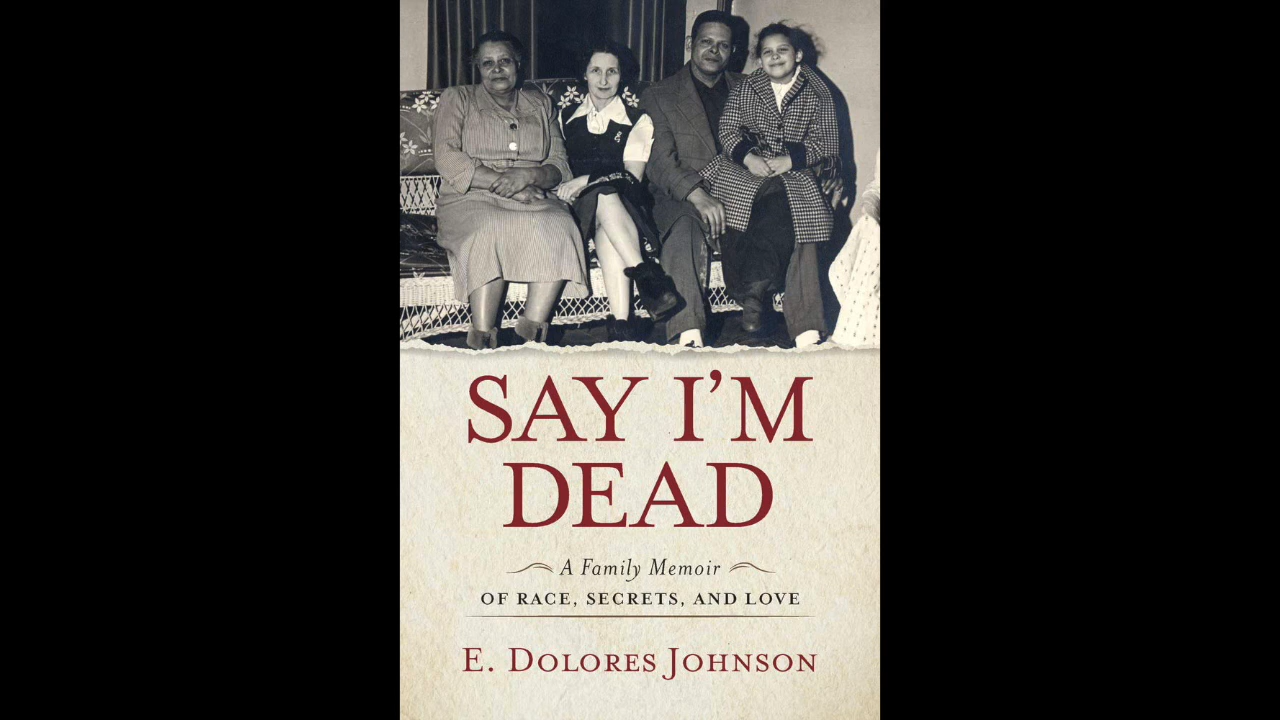 SAY I'M
DEAD
A Family Memoir
OF RACE, SECRETS, AND LOVE
E. DOLORES JOHNSON